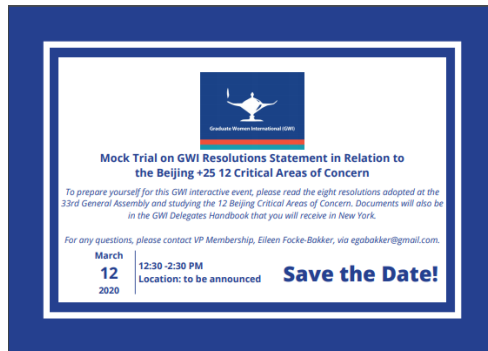 Graduate Women International (GWI)
Mock Trial on GWI Resolutions
Statement in Relation to
the Beijing +25 12 Critical Areas of Concern
To prepare yourself for this GWI interactive event, please read the eight resolutions adopted at the
33rd General Assembly and studying the 12 Beijing Critical Areas of Concern. Documents will also be
in the GWI Delegates Handbook that you will receive in New York.
For any questions, please contact VP Membership, Eileen Focke-Bakker, via egabakker@gmail.com.
March
12
2020
12:30 -2:30 PM
Location: to be announced
Save the Date!